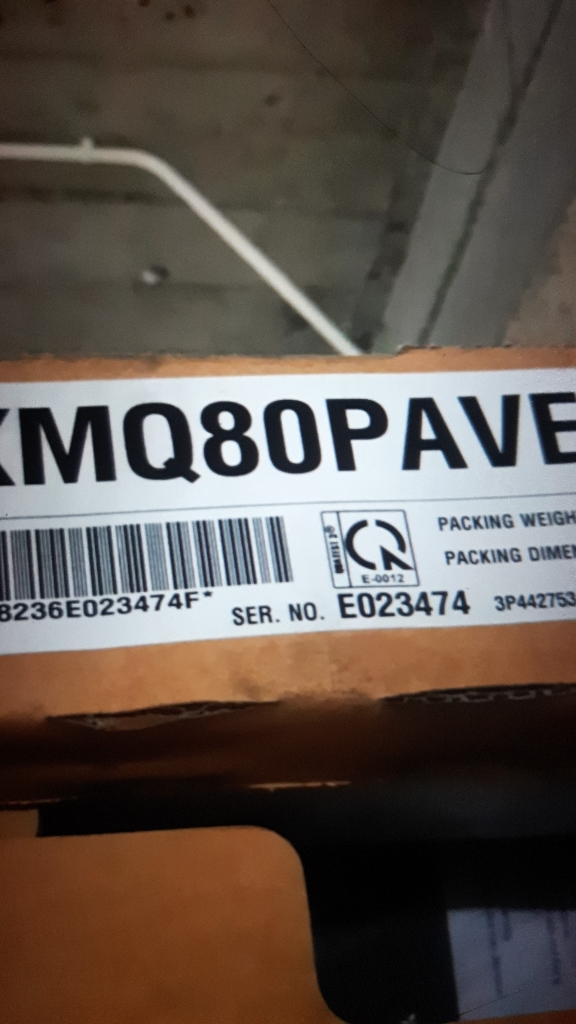 XMQ80PAVE
PACKING WEIGH
PACKING DIME
E-0012
8236E023474F*
SER. NO. E023474
3P442753